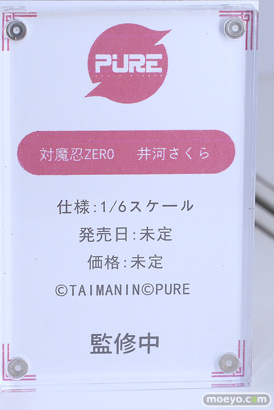 PURE
対魔忍ZERO 井河さくら
仕様:1/6スケール
発売日:未定
価格:未定
©TAIMANIN©PURE
監修中
moeyo.com